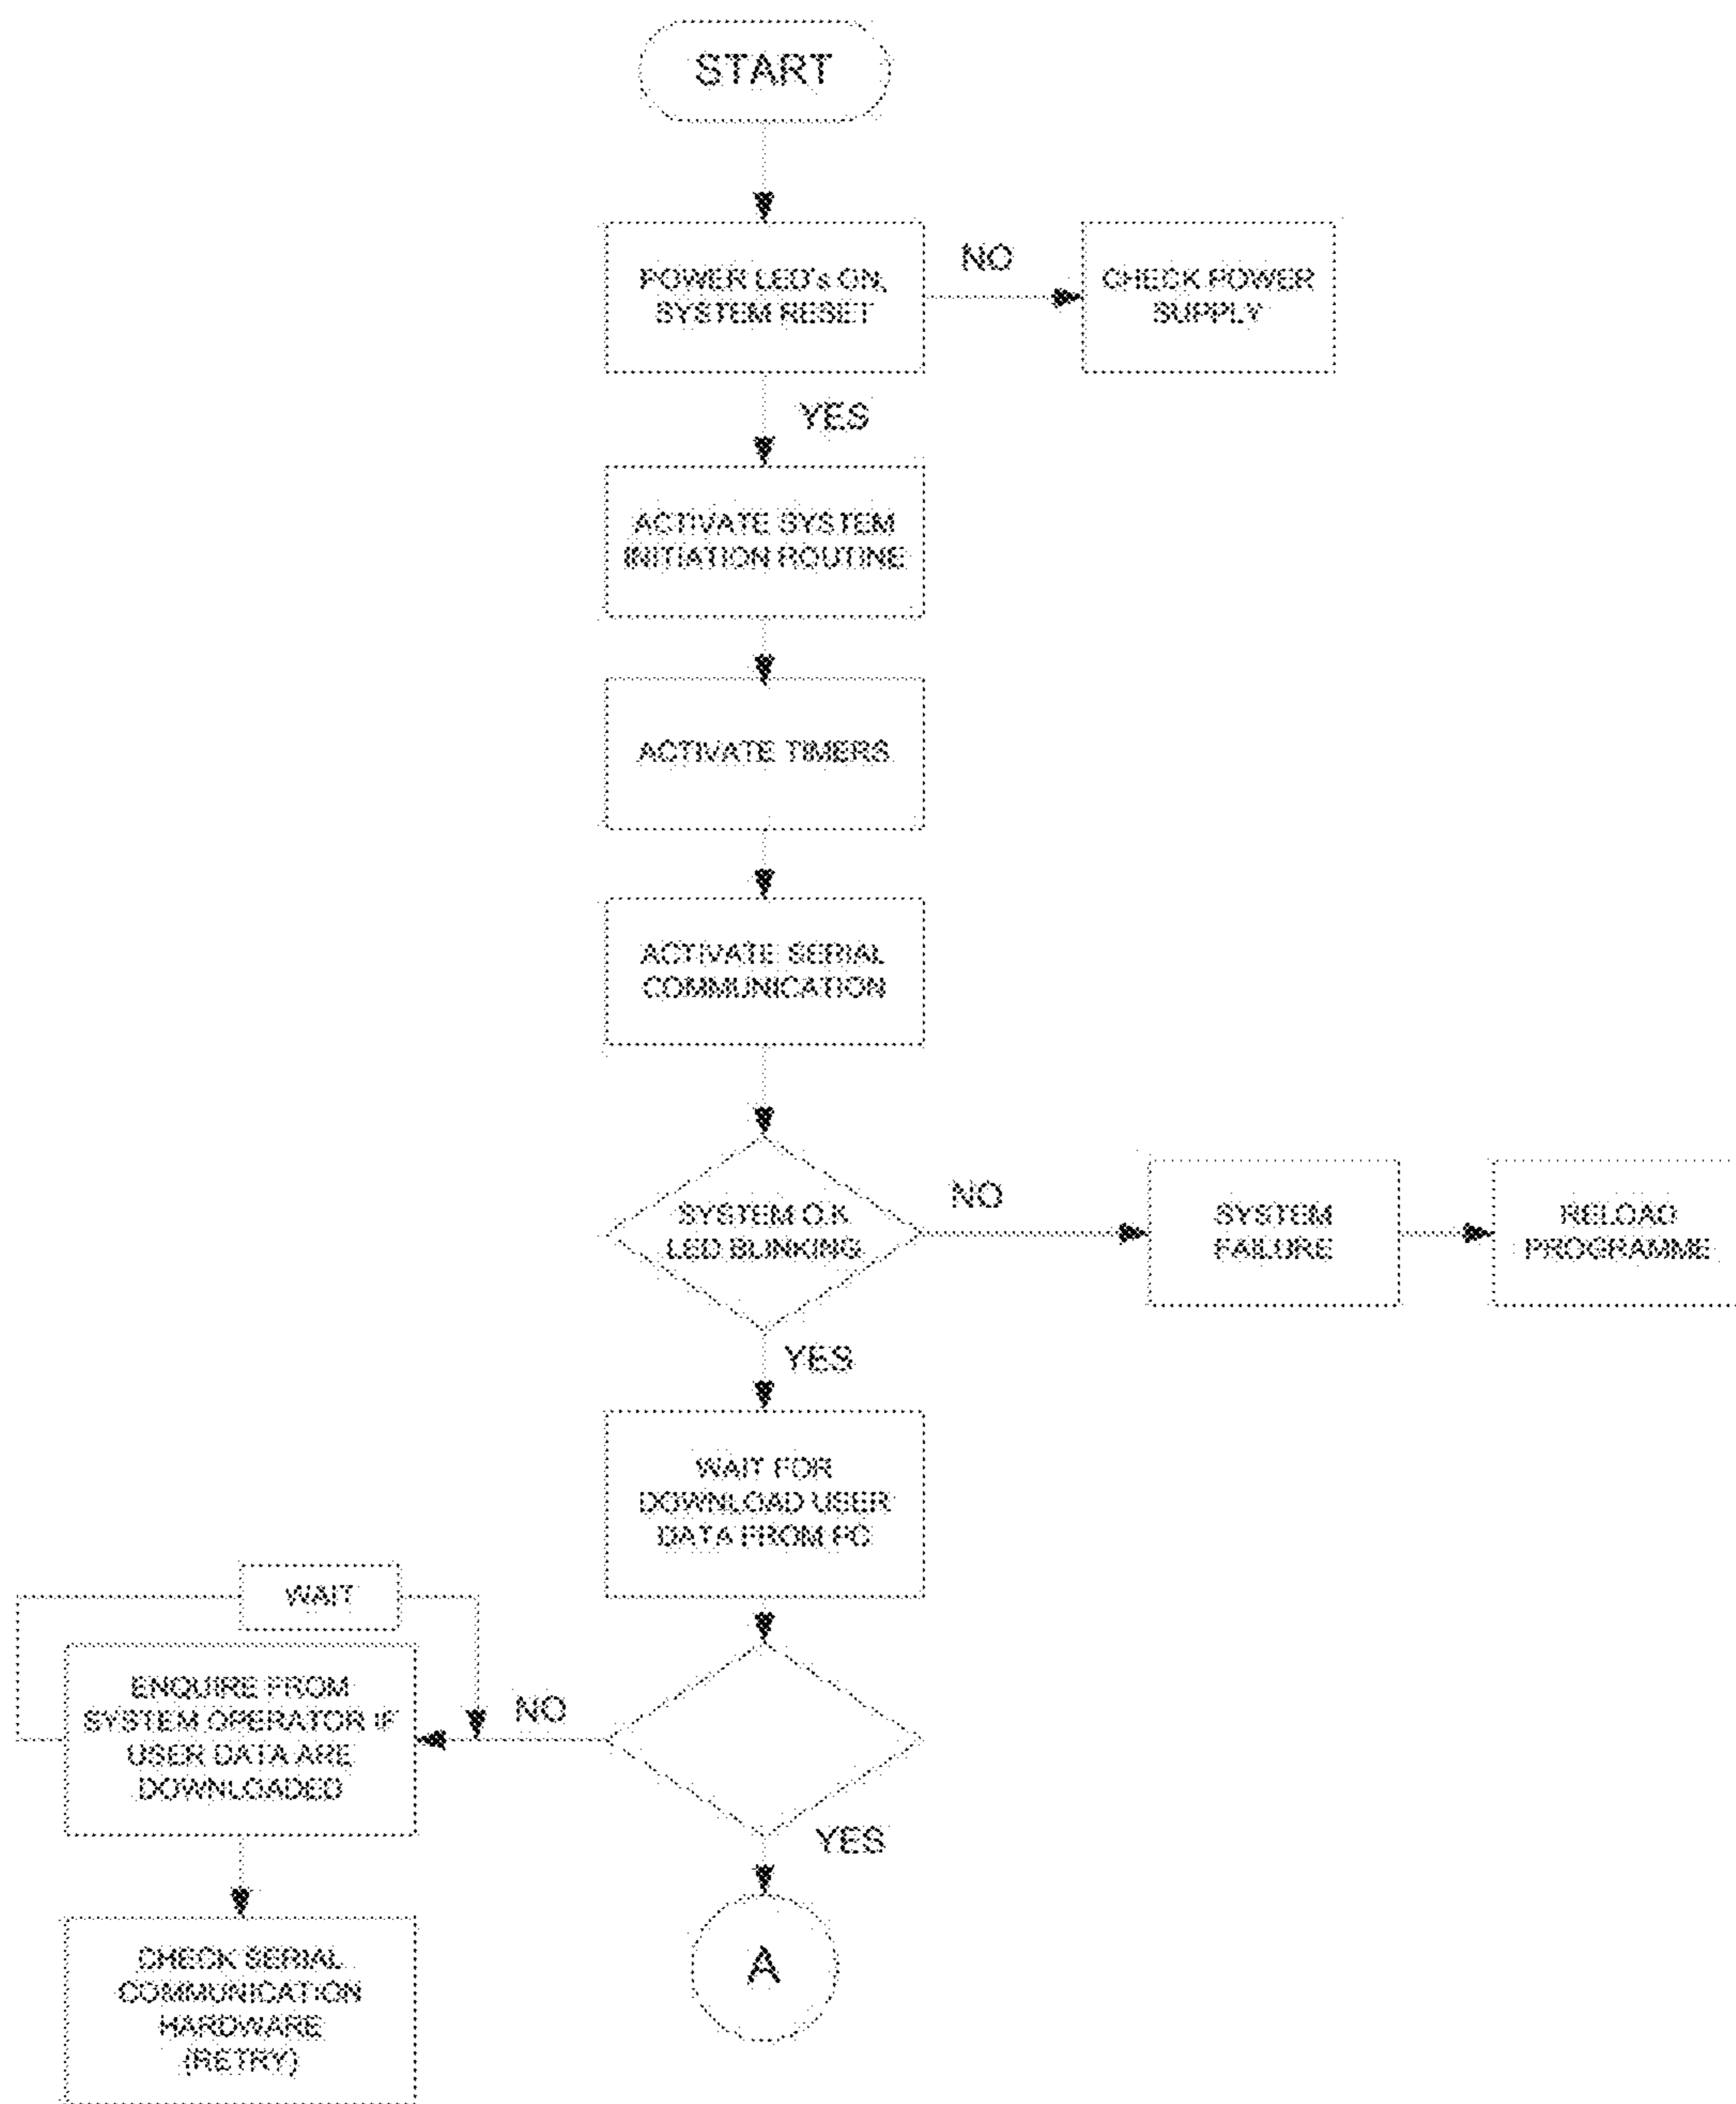 START
POWER LED's ON,
SYSTEM RESET
NO
CHECK POWER
SUPPLY
YES
ACTIVATE SYSTEM
INITIATION ROUTINE
ACTIVATE TIMERS
ACTIVATE SERIAL
COMMUNICATION
SYSTEM O.K
LED BLINKING
NO
SYSTEM
FAILURE
RELOAD
PROGRAMME
YES
WAIT FOR
DOWNLOAD USER
DATA FROM PC
WAIT
ENQUIRE FROM
SYSTEM OPERATOR IF
USER DATA ARE
DOWNLOADED
NO
YES
A
CHECK SERIAL
COMMUNICATION
HARDWARE
(RETRY)